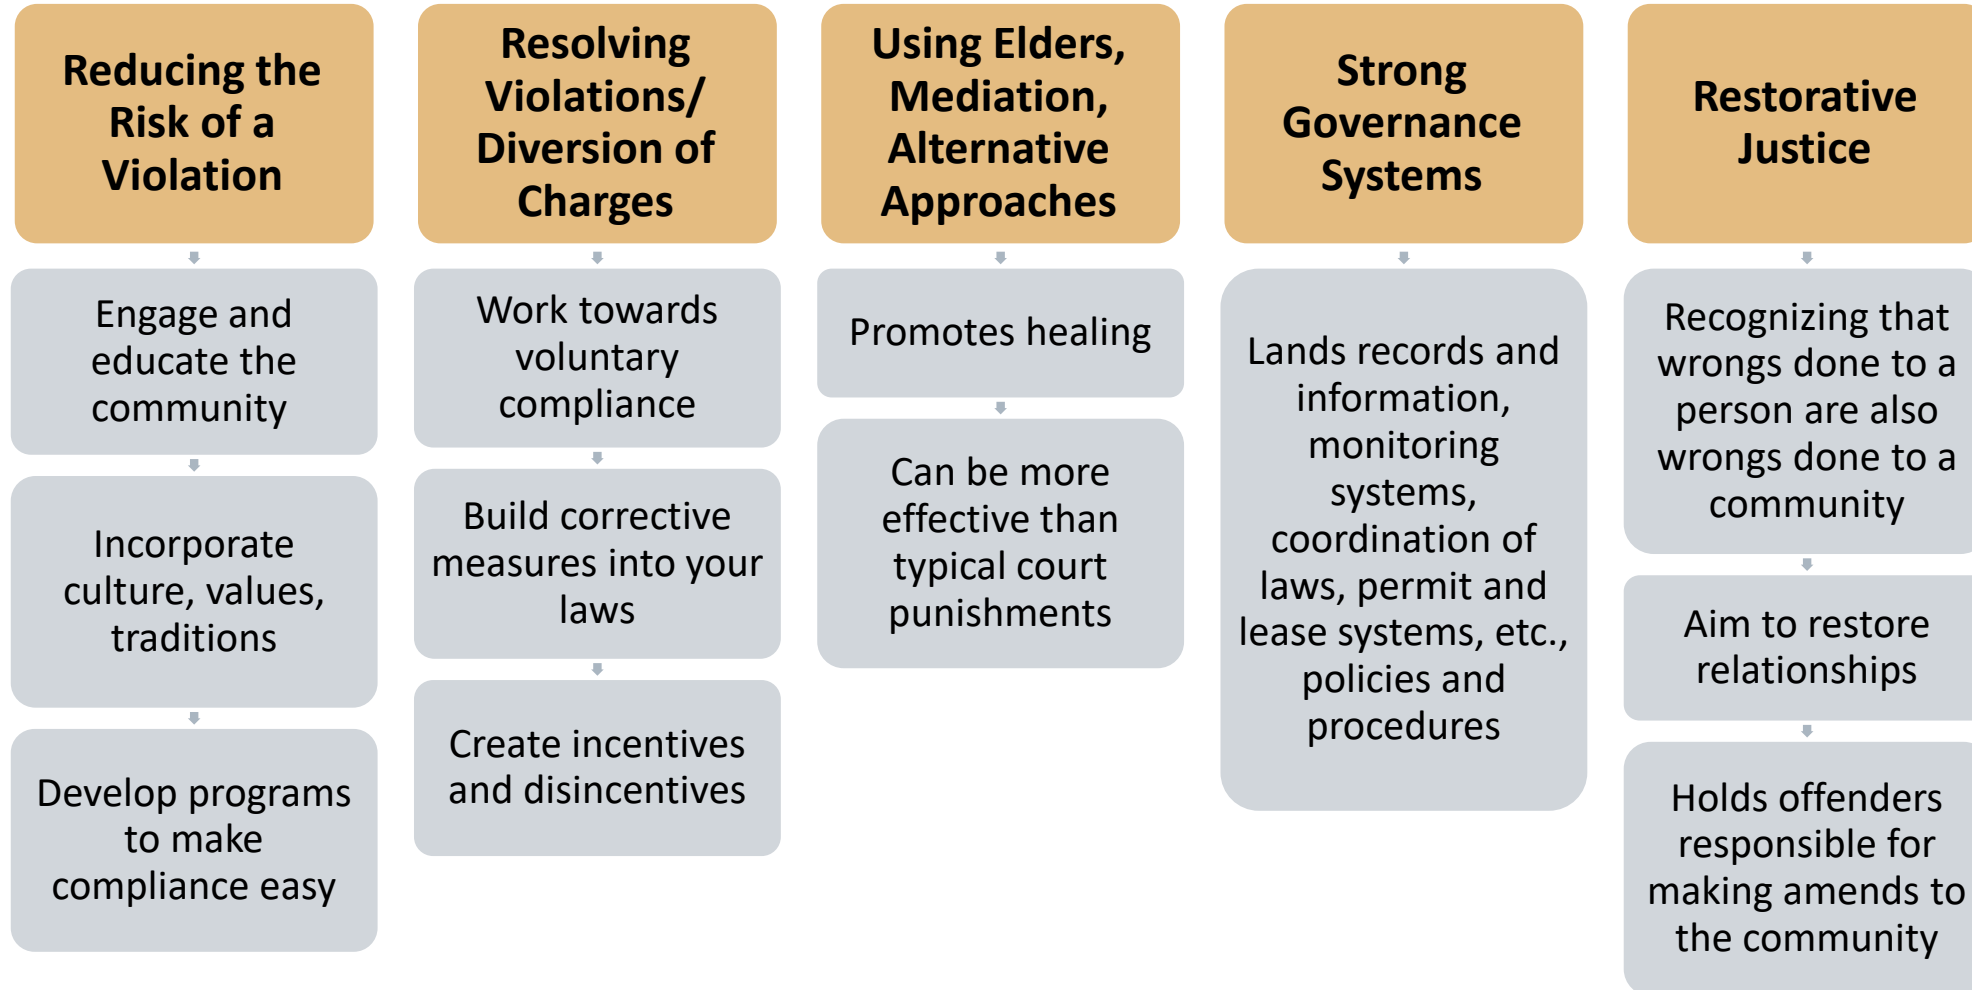 Reducing the
Risk of a
Violation
Engage and
educate the
community
Incorporate
culture, values,
traditions
Develop programs
to make
compliance easy
Resolving
Violations/
Diversion of
Charges
Work towards
voluntary
compliance
Build corrective
measures into your
laws
Create incentives
and disincentives
Using Elders,
Mediation,
Alternative
Approaches
Promotes healing
Can be more
effective than
typical court
punishments
Strong
Governance
Systems
Lands records and
information,
monitoring
systems,
coordination of
laws, permit and
lease systems, etc.,
policies and
procedures
Restorative
Justice
Recognizing that
wrongs done to a
person are also
wrongs done to a
community
Aim to restore
relationships
Holds offenders
responsible for
making amends to
the community